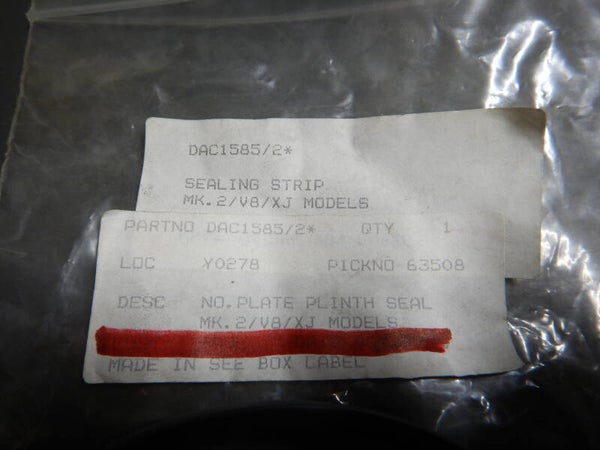 DAC1585/2*
SEALING STRIP
MK.2/V8/XJ MODELS
PARTNO DAC1585/2* QTY 1
LOC Y0278 PICKNO 63508
DESC NO.PLATE PLINTH SEAL
MK.2/V8/XJ MODELS
MADE IN SEE BOX LABEL